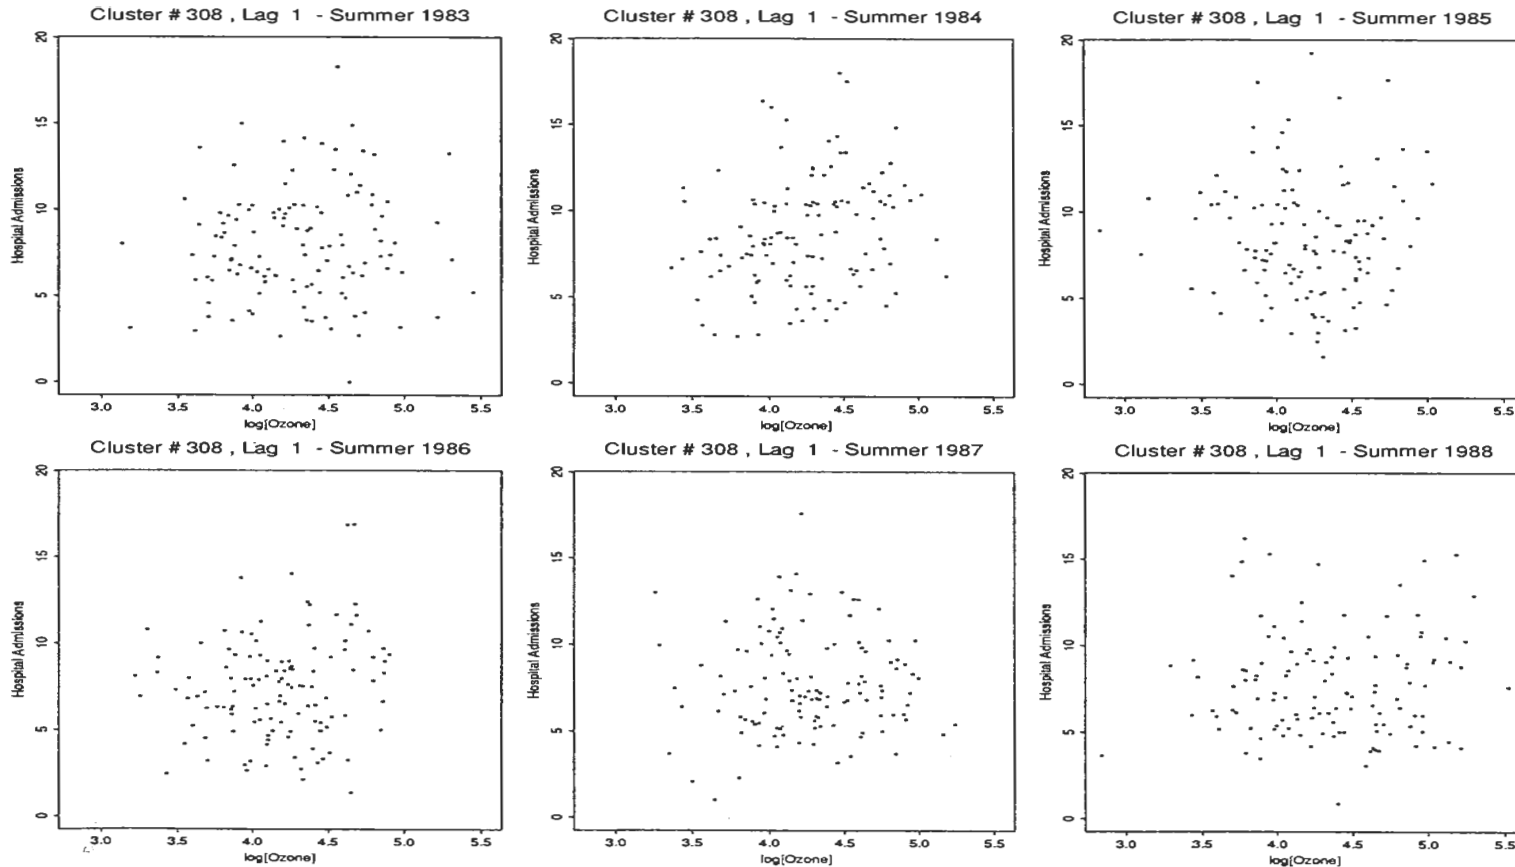 Cluster # 308 , Lag 1 - Summer 1983
Hospital Admissions
20
15
10
5
0
3.0 3.5 4.0 4.5 5.0 5.5
log[Ozone]
Cluster # 308 , Lag 1 - Summer 1984
Hospital Admissions
20
15
10
5
0
3.0 3.5 4.0 4.5 5.0 5.5
log[Ozone]
Cluster # 308 , Lag 1 - Summer 1985
Hospital Admissions
20
15
10
5
0
3.0 3.5 4.0 4.5 5.0 5.5
log[Ozone]
Cluster # 308 , Lag 1 - Summer 1986
Hospital Admissions
20
15
10
5
0
3.0 3.5 4.0 4.5 5.0 5.5
log[Ozone]
Cluster # 308 , Lag 1 - Summer 1987
Hospital Admissions
20
15
10
5
0
3.0 3.5 4.0 4.5 5.0 5.5
log[Ozone]
Cluster # 308 , Lag 1 - Summer 1988
Hospital Admissions
20
15
10
5
0
3.0 3.5 4.0 4.5 5.0 5.5
log[Ozone]